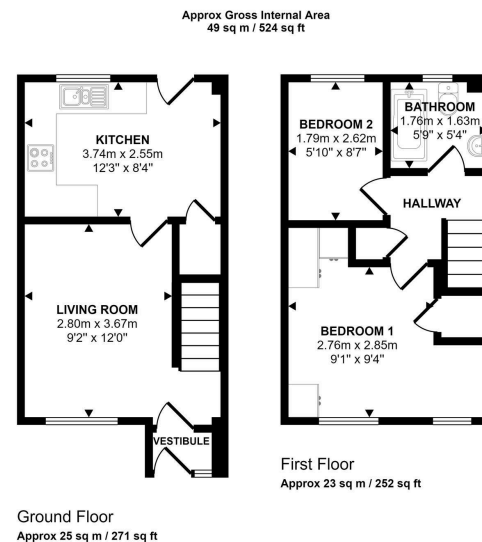 Approx Gross Internal Area
49 sq m / 524 sq ft
KITCHEN
3.74m x 2.55m
12'3" x 8'4"
LIVING ROOM
2.80m x 3.67m
9'2" x 12'0"
VESTIBULE
Ground Floor
Approx 25 sq m / 271 sq ft
BEDROOM 2
1.79m x 2.62m
5'10" x 8'7"
BATHROOM
1.76m x 1.63m
5'9" x 5'4"
HALLWAY
BEDROOM 1
2.76m x 2.85m
9'1" x 9'4"
First Floor
Approx 23 sq m / 252 sq ft